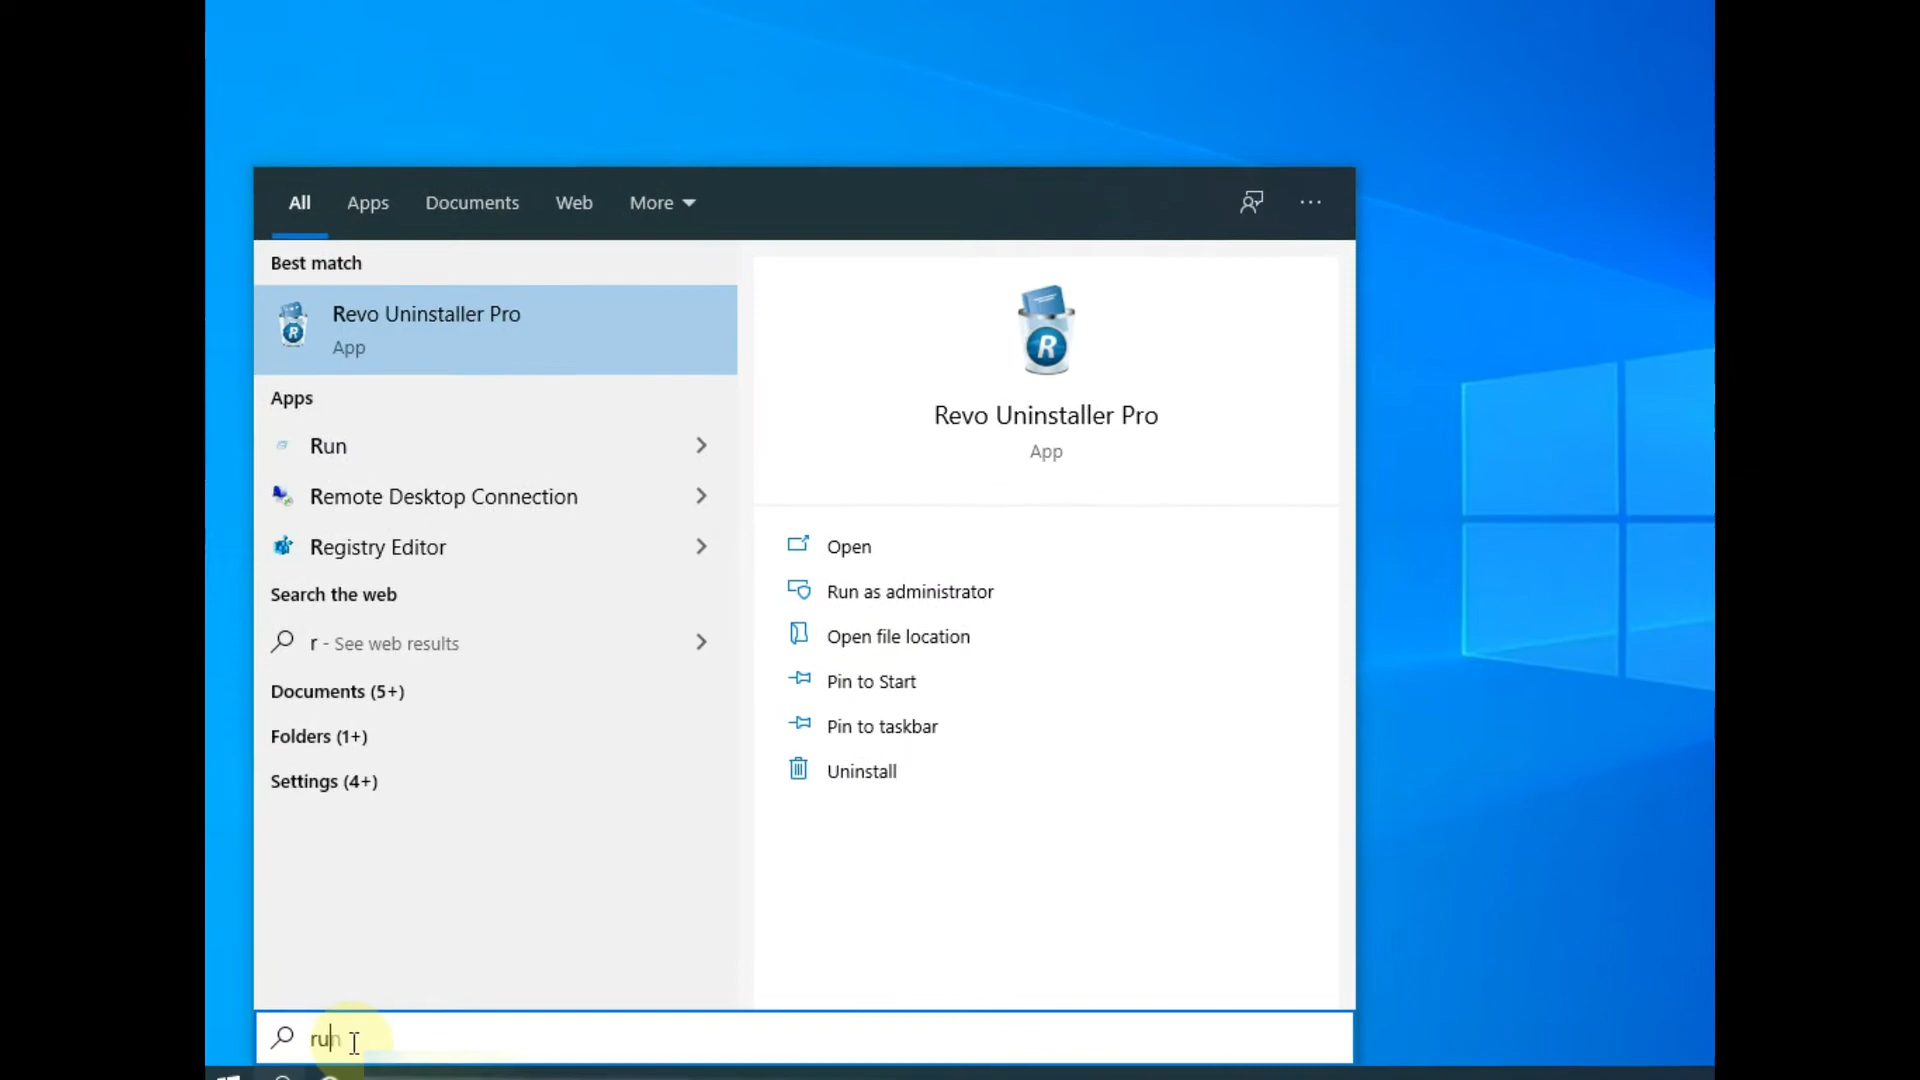 All Apps Documents Web More
Best match
Revo Uninstaller Pro
App
Apps
Run
Remote Desktop Connection
Registry Editor
Search the web
r - See web results
Documents (5+)
Folders (1+)
Settings (4+)
R
Revo Uninstaller Pro
App
Open
Run as administrator
Open file location
Pin to Start
Pin to taskbar
Uninstall
run